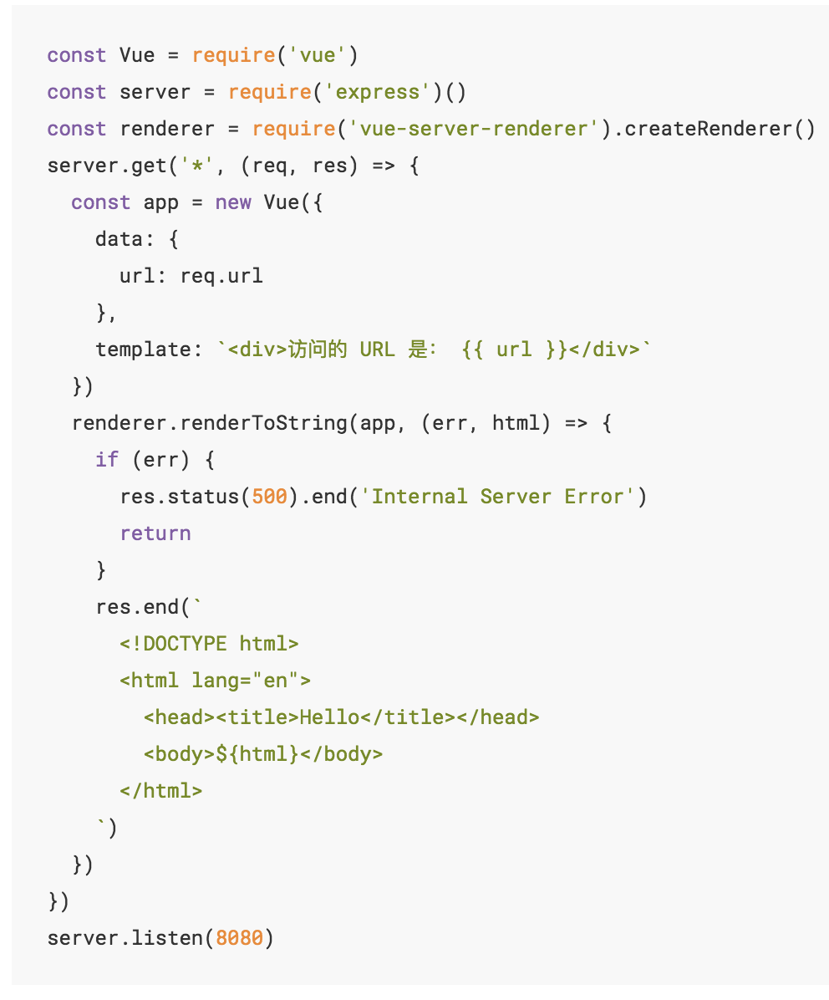 const Vue = require('vue')
const server = require('express')()
const renderer = require('vue-server-renderer').createRenderer()
server.get('*', (req, res) => {
  const app = new Vue({
    data: {
      url: req.url
    },
    template: `<div>访问的 URL 是： {{ url }}</div>`
  })
  renderer.renderToString(app, (err, html) => {
    if (err) {
      res.status(500).end('Internal Server Error')
      return
    }
    res.end(`
      <!DOCTYPE html>
      <html lang="en">
        <head><title>Hello</title></head>
        <body>${html}</body>
      </html>
    `)
  })
})
server.listen(8080)